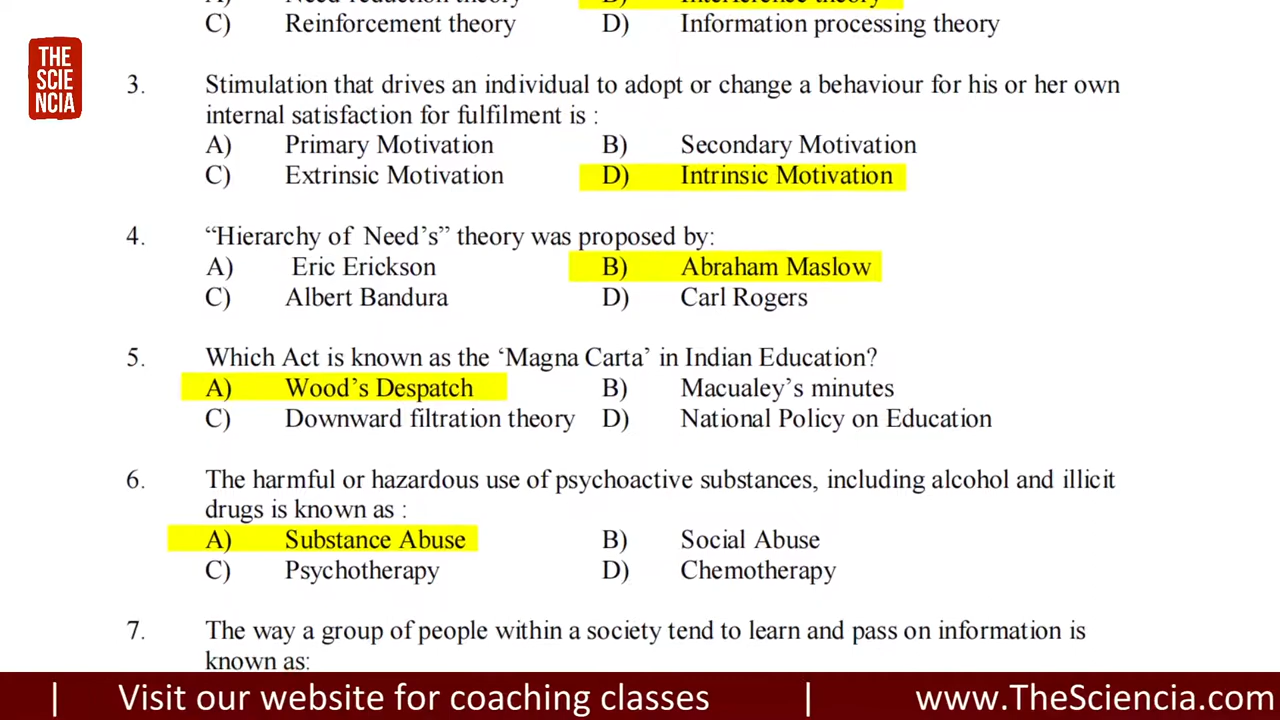 A) Need reduction theory B) Interference theory
C) Reinforcement theory D) Information processing theory
THE
SCIE
NCIA
3. Stimulation that drives an individual to adopt or change a behaviour for his or her own
internal satisfaction for fulfilment is :
A) Primary Motivation B) Secondary Motivation
C) Extrinsic Motivation D) Intrinsic Motivation
4. “Hierarchy of Need’s” theory was proposed by:
A) Eric Erickson B) Abraham Maslow
C) Albert Bandura D) Carl Rogers
5. Which Act is known as the ‘Magna Carta’ in Indian Education?
A) Wood’s Despatch B) Macualey’s minutes
C) Downward filtration theory D) National Policy on Education
6. The harmful or hazardous use of psychoactive substances, including alcohol and illicit
drugs is known as :
A) Substance Abuse B) Social Abuse
C) Psychotherapy D) Chemotherapy
7. The way a group of people within a society tend to learn and pass on information is
known as:
| Visit our website for coaching classes | www.TheSciencia.com